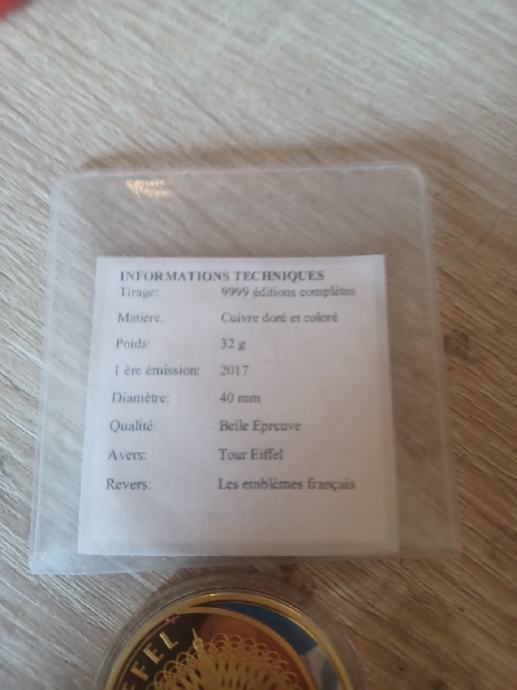 INFORMATIONS TECHNIQUES
Tirage: 9999 éditions complètes
Matière: Cuivre doré et coloré
Poids: 32 g
1 ère émission: 2017
Diamètre: 40 mm
Qualité: Belle Epreuve
Avers: Tour Eiffel
Revers: Les emblèmes français
EFFEL